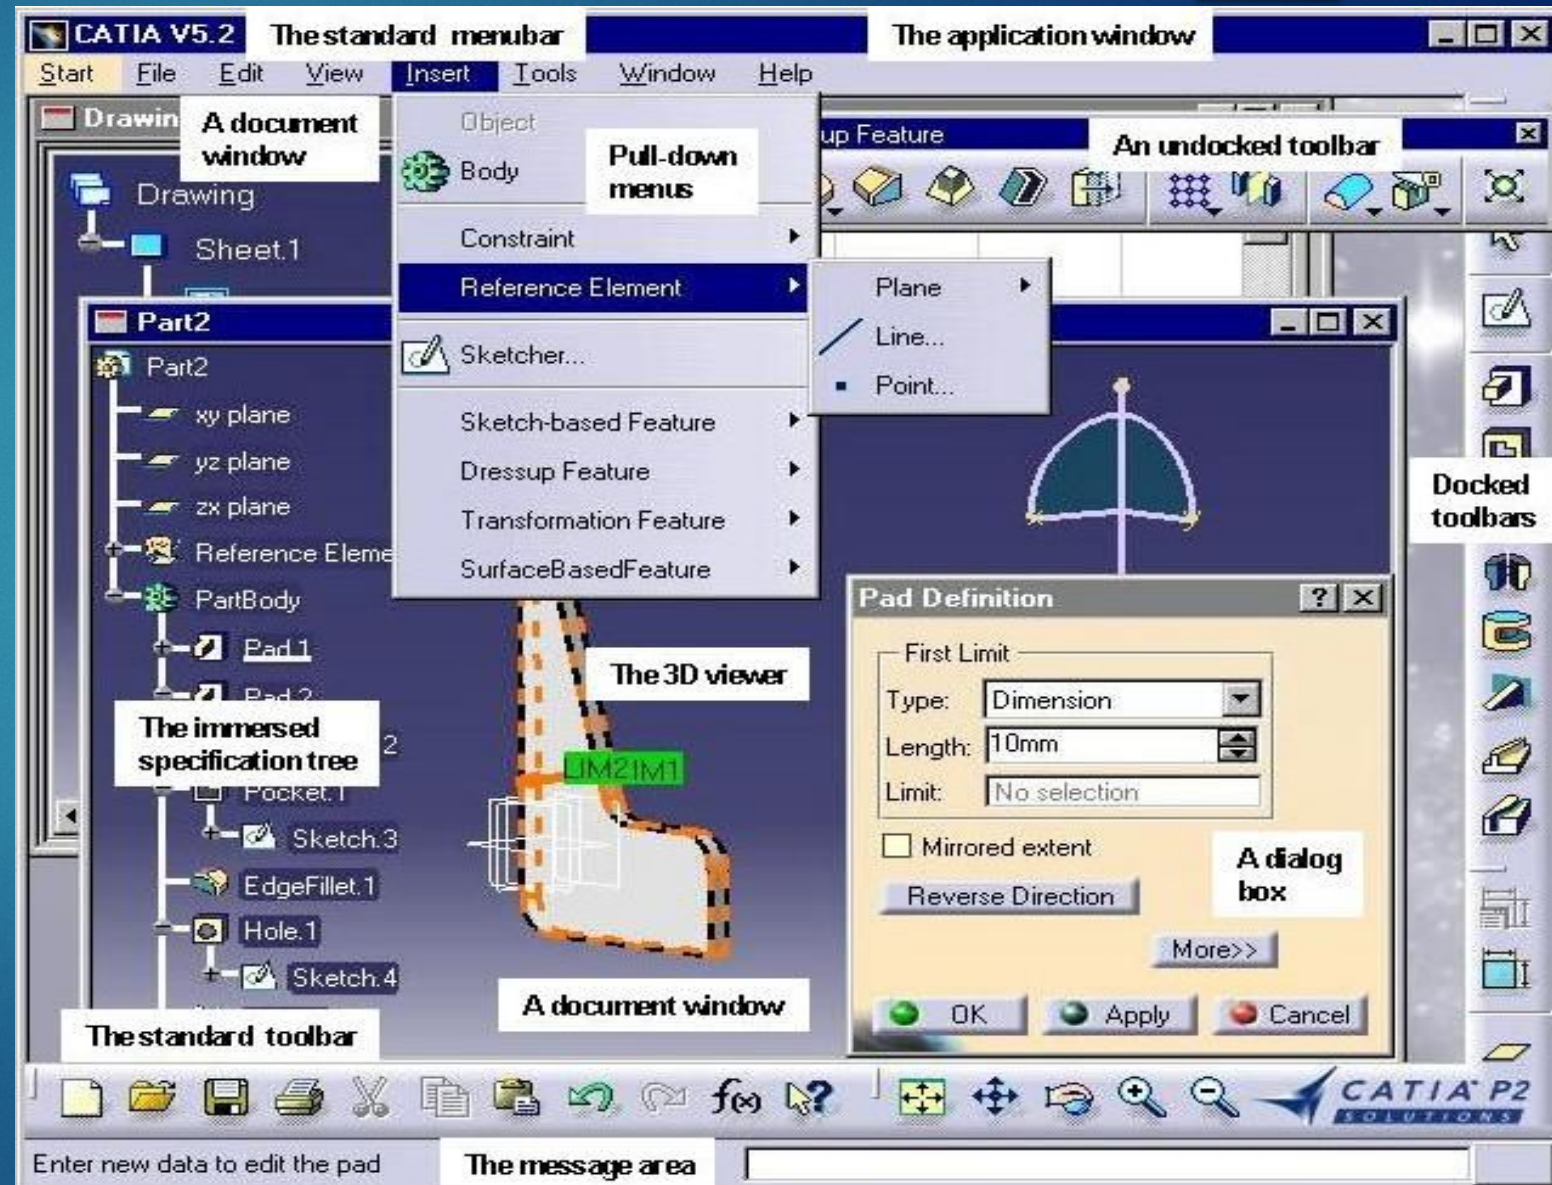 CATIA V5.2
The standard menubar
The application window
Start File Edit View Insert Tools Window Help
Drawin
A document
window
Object
Body
Pull-down
menus
up Feature
An undocked toolbar
Drawing
Sheet.1
Constraint
Reference Element
Plane
Line...
Point...
Part2
Part2
Sketcher...
xy plane
yz plane
zx plane
Reference Eleme
PartBody
Pad.1
Pad.2
Sketch-based Feature
Dressup Feature
Transformation Feature
SurfaceBasedFeature
Docked
toolbars
The immersed
specification tree
2
Pocket.1
Sketch.3
EdgeFillet.1
Hole.1
Sketch.4
The 3D viewer
LIM2IM1
A document window
Pad Definition
First Limit
Type: Dimension
Length: 10mm
Limit: No selection
Mirrored extent
Reverse Direction
A dialog
box
More>>
OK Apply Cancel
The standard toolbar
f(x)
CATIA P2
SOLUTIONS
Enter new data to edit the pad
The message area